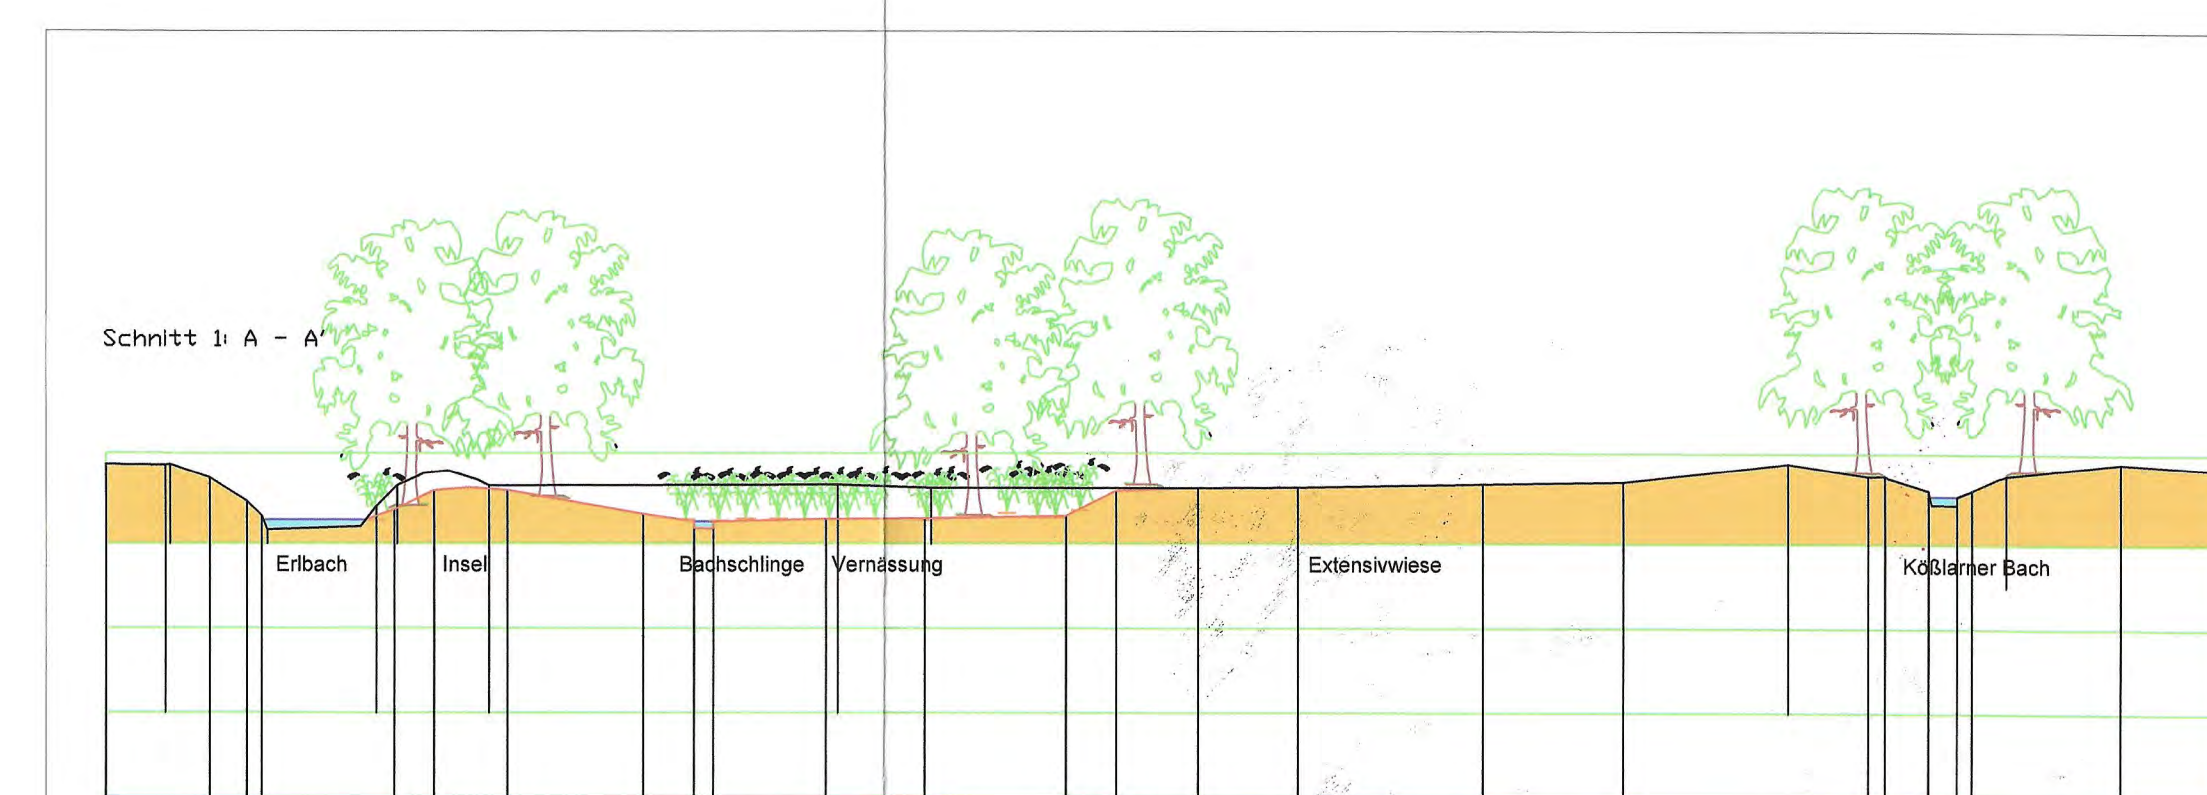 Schnitt 1: A - A'
Erlbach Insel Bachschlinge Vernässung Extensivwiese Kößlarner Bach